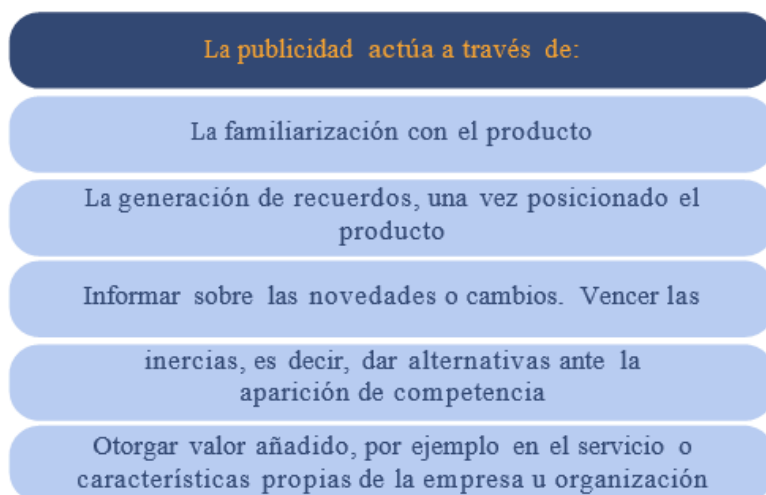 La publicidad actúa a través de:
La familiarización con el producto
La generación de recuerdos, una vez posicionado el
producto
Informar sobre las novedades o cambios. Vencer las
inercias, es decir, dar alternativas ante la
aparición de competencia
Otorgar valor añadido, por ejemplo en el servicio o
características propias de la empresa u organización